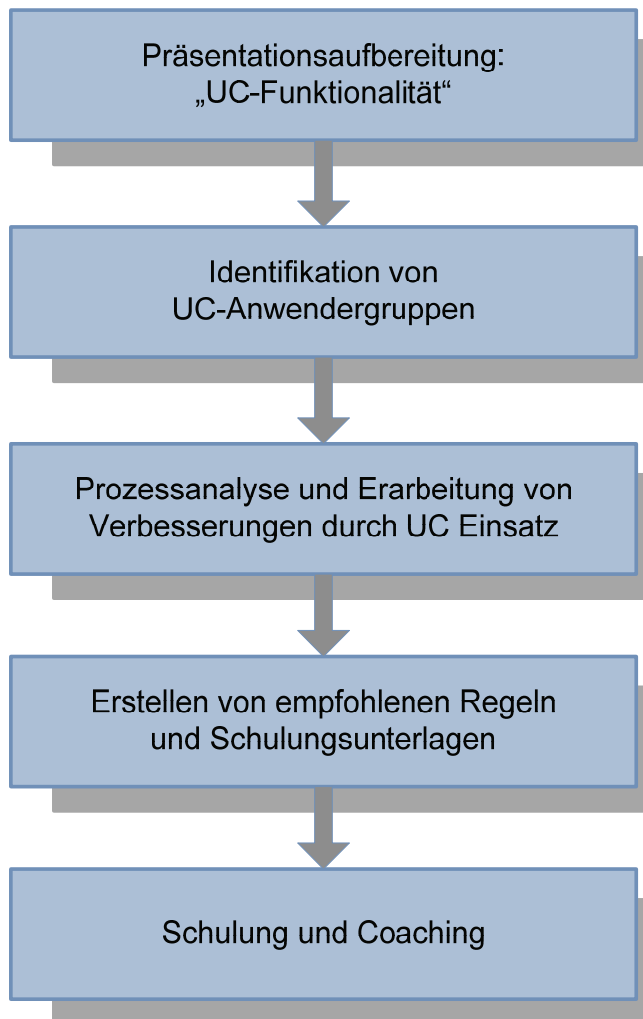 Präsentationsaufbereitung:
„UC-Funktionalität“
Identifikation von
UC-Anwendergruppen
Prozessanalyse und Erarbeitung von
Verbesserungen durch UC Einsatz
Erstellen von empfohlenen Regeln
und Schulungsunterlagen
Schulung und Coaching